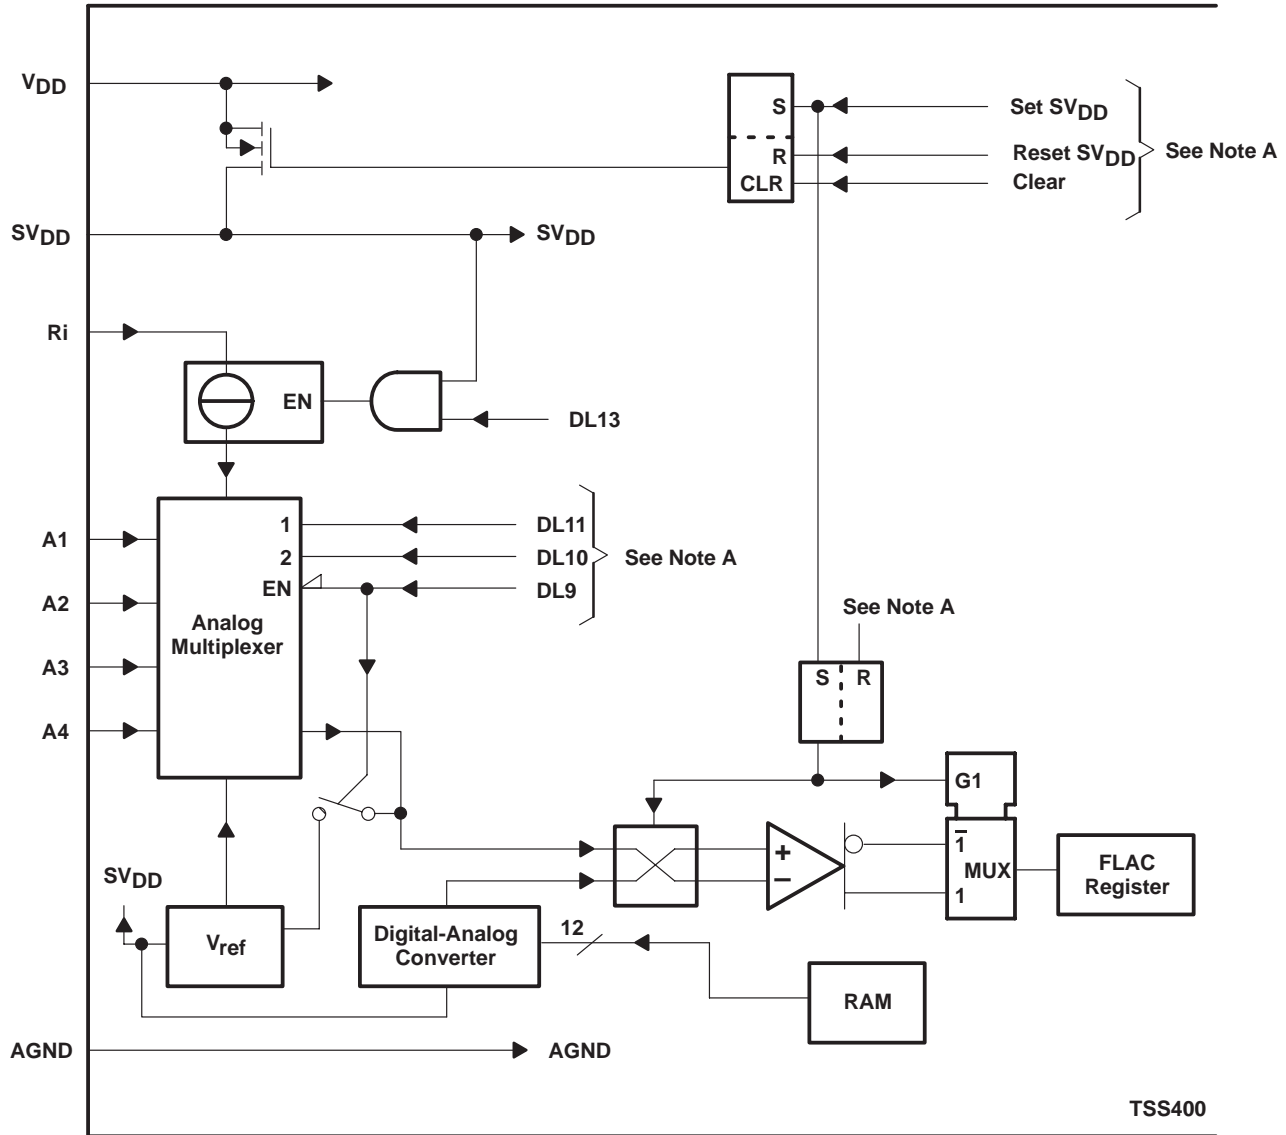 VDD
S
Set SVDD
R
Reset SVDD
See Note A
CLR
Clear
SVDD
SVDD
Ri
EN
DL13
1
DL11
A1
2
DL10
See Note A
EN
DL9
A2
Analog
Multiplexer
See Note A
A3
S
R
A4
G1
+
1̅
SVDD
−
MUX
FLAC
Register
1
Vref
Digital-Analog
Converter
12
RAM
AGND
AGND
TSS400